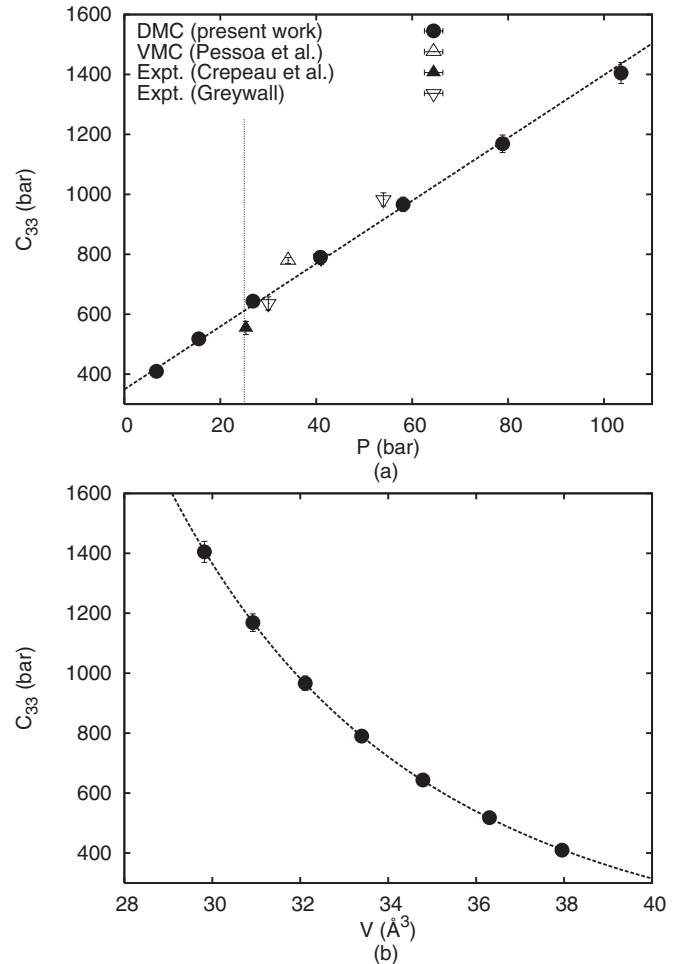 DMC (present work)
VMC (Pessoa et al.)
Expt. (Crepeau et al.)
Expt. (Greywall)
1600
1400
1200
1000
800
600
400
C33 (bar)
0 20 40 60 80 100
P (bar)
(a)
1600
1400
1200
1000
800
600
400
C33 (bar)
28 30 32 34 36 38 40
V (Å3)
(b)